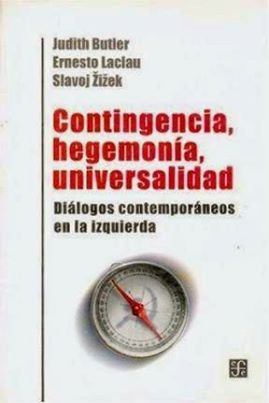 Judith Butler
Ernesto Laclau
Slavoj Žižek
Contingencia,
hegemonía,
universalidad
Diálogos contemporáneos
en la izquierda